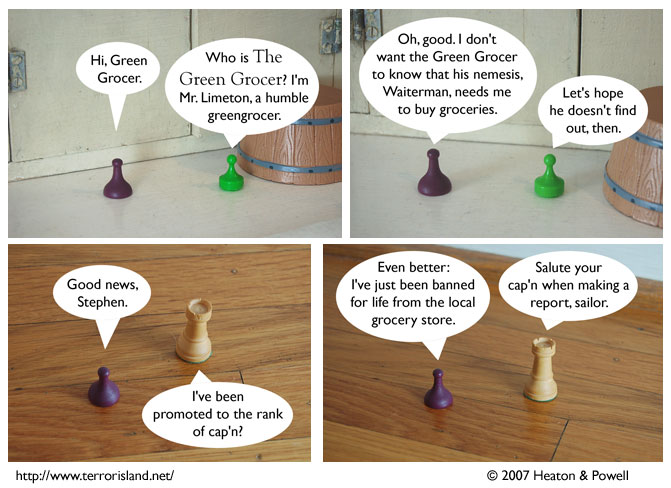 Hi, Green
Grocer.
Who is The
Green Grocer? I'm
Mr. Limeton, a humble
greengrocer.
Oh, good. I don't
want the Green Grocer
to know that his nemesis,
Waiterman, needs me
to buy groceries.
Let's hope
he doesn't find
out, then.
Good news,
Stephen.
I've been
promoted to the rank
of cap'n?
Even better:
I've just been banned
for life from the local
grocery store.
Salute your
cap'n when making a
report, sailor.
http://www.terrorisland.net/
© 2007 Heaton & Powell